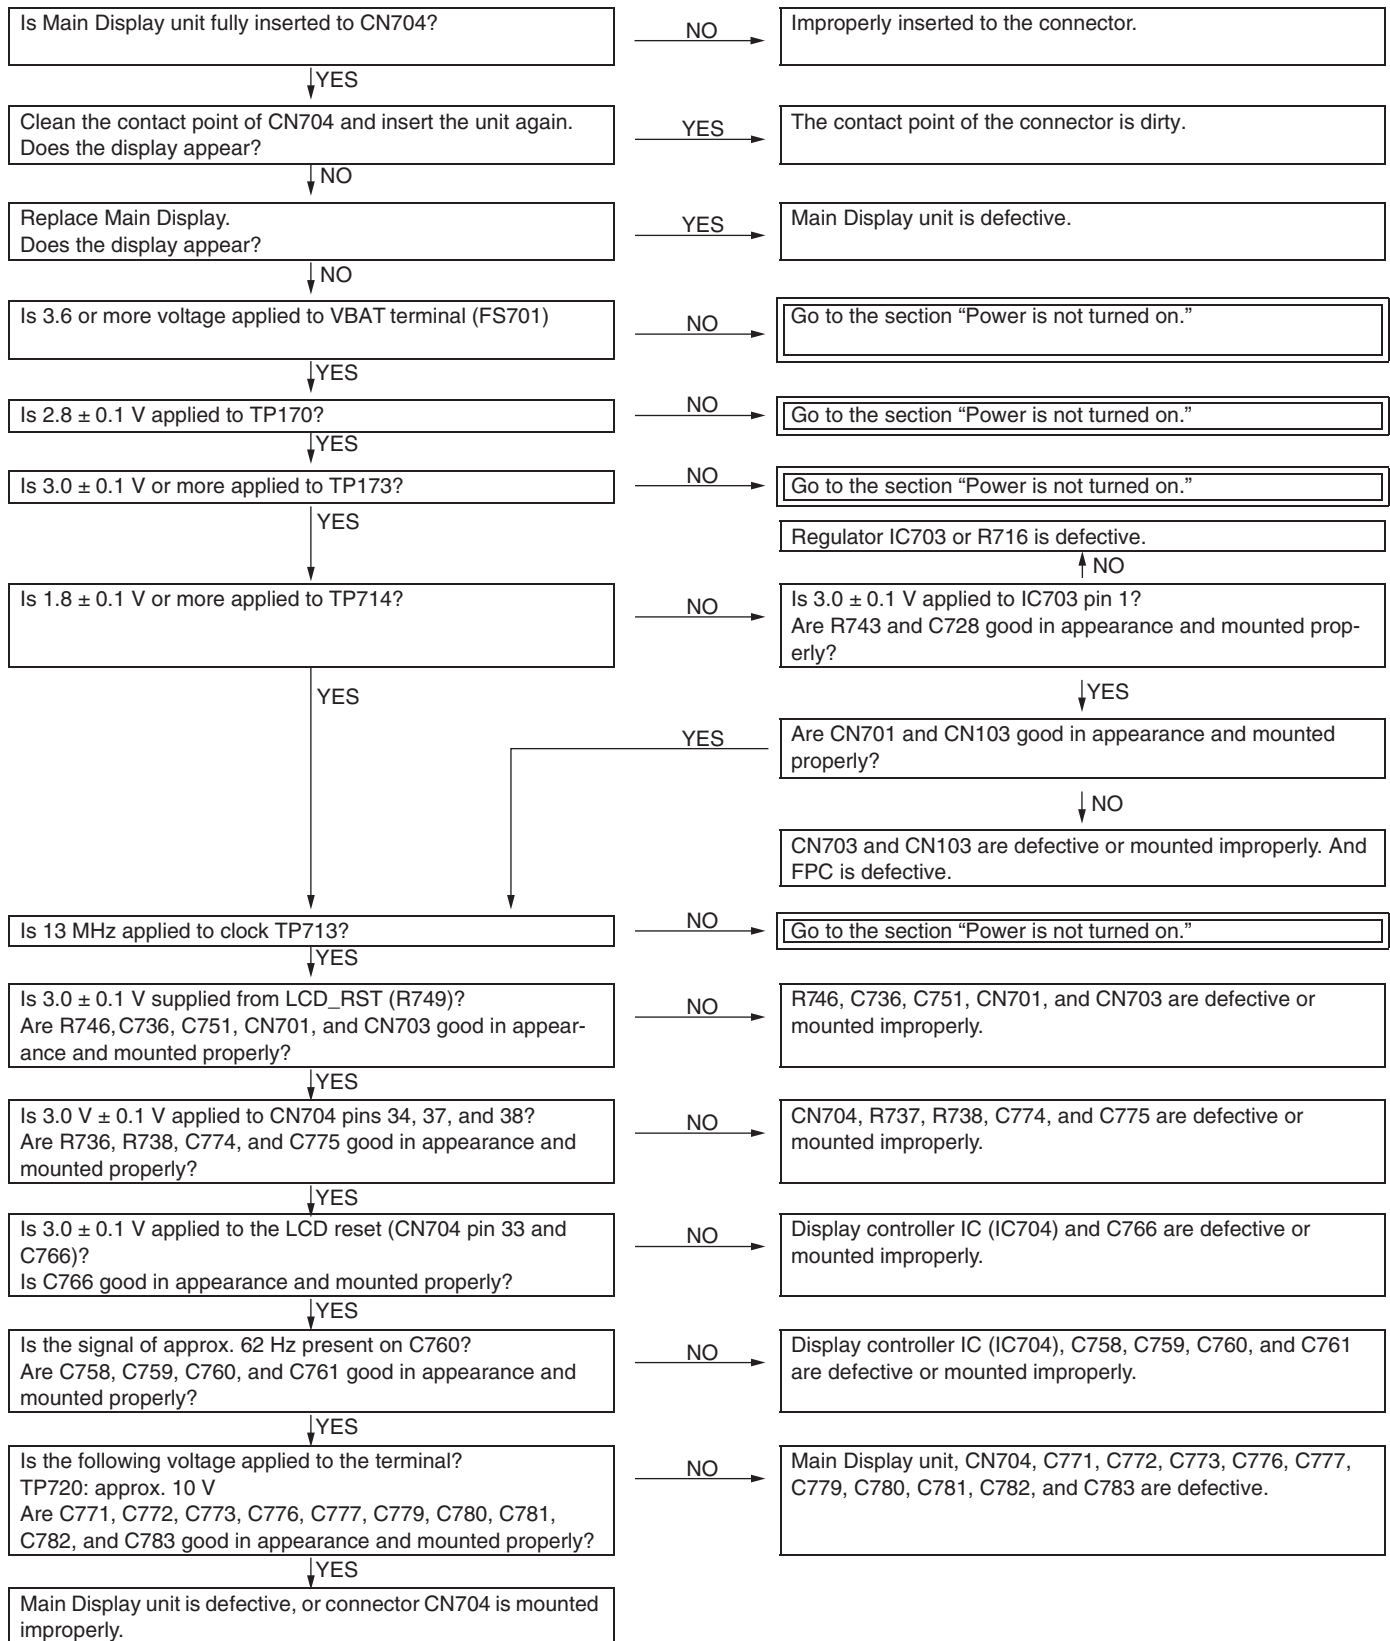 Is Main Display unit fully inserted to CN704?
NO
Improperly inserted to the connector.
YES
Clean the contact point of CN704 and insert the unit again.
Does the display appear?
YES
The contact point of the connector is dirty.
NO
Replace Main Display.
Does the display appear?
YES
Main Display unit is defective.
NO
Is 3.6 or more voltage applied to VBAT terminal (FS701)
NO
Go to the section “Power is not turned on.”
YES
Is 2.8 ± 0.1 V applied to TP170?
NO
Go to the section “Power is not turned on.”
YES
Is 3.0 ± 0.1 V or more applied to TP173?
NO
Go to the section “Power is not turned on.”
YES
Regulator IC703 or R716 is defective.
NO
Is 1.8 ± 0.1 V or more applied to TP714?
NO
Is 3.0 ± 0.1 V applied to IC703 pin 1?
Are R743 and C728 good in appearance and mounted prop-
erly?
YES
YES
Are CN701 and CN103 good in appearance and mounted
properly?
YES
NO
CN703 and CN103 are defective or mounted improperly. And
FPC is defective.
Is 13 MHz applied to clock TP713?
NO
Go to the section “Power is not turned on.”
YES
Is 3.0 ± 0.1 V supplied from LCD_RST (R749)?
Are R746, C736, C751, CN701, and CN703 good in appear-
ance and mounted properly?
NO
R746, C736, C751, CN701, and CN703 are defective or
mounted improperly.
YES
Is 3.0 V ± 0.1 V applied to CN704 pins 34, 37, and 38?
Are R736, R738, C774, and C775 good in appearance and
mounted properly?
NO
CN704, R737, R738, C774, and C775 are defective or
mounted improperly.
YES
Is 3.0 ± 0.1 V applied to the LCD reset (CN704 pin 33 and
C766)?
Is C766 good in appearance and mounted properly?
NO
Display controller IC (IC704) and C766 are defective or
mounted improperly.
YES
Is the signal of approx. 62 Hz present on C760?
Are C758, C759, C760, and C761 good in appearance and
mounted properly?
NO
Display controller IC (IC704), C758, C759, C760, and C761
are defective or mounted improperly.
YES
Is the following voltage applied to the terminal?
TP720: approx. 10 V
Are C771, C772, C773, C776, C777, C779, C780, C781,
C782, and C783 good in appearance and mounted properly?
NO
Main Display unit, CN704, C771, C772, C773, C776, C777,
C779, C780, C781, C782, and C783 are defective.
YES
Main Display unit is defective, or connector CN704 is mounted
improperly.